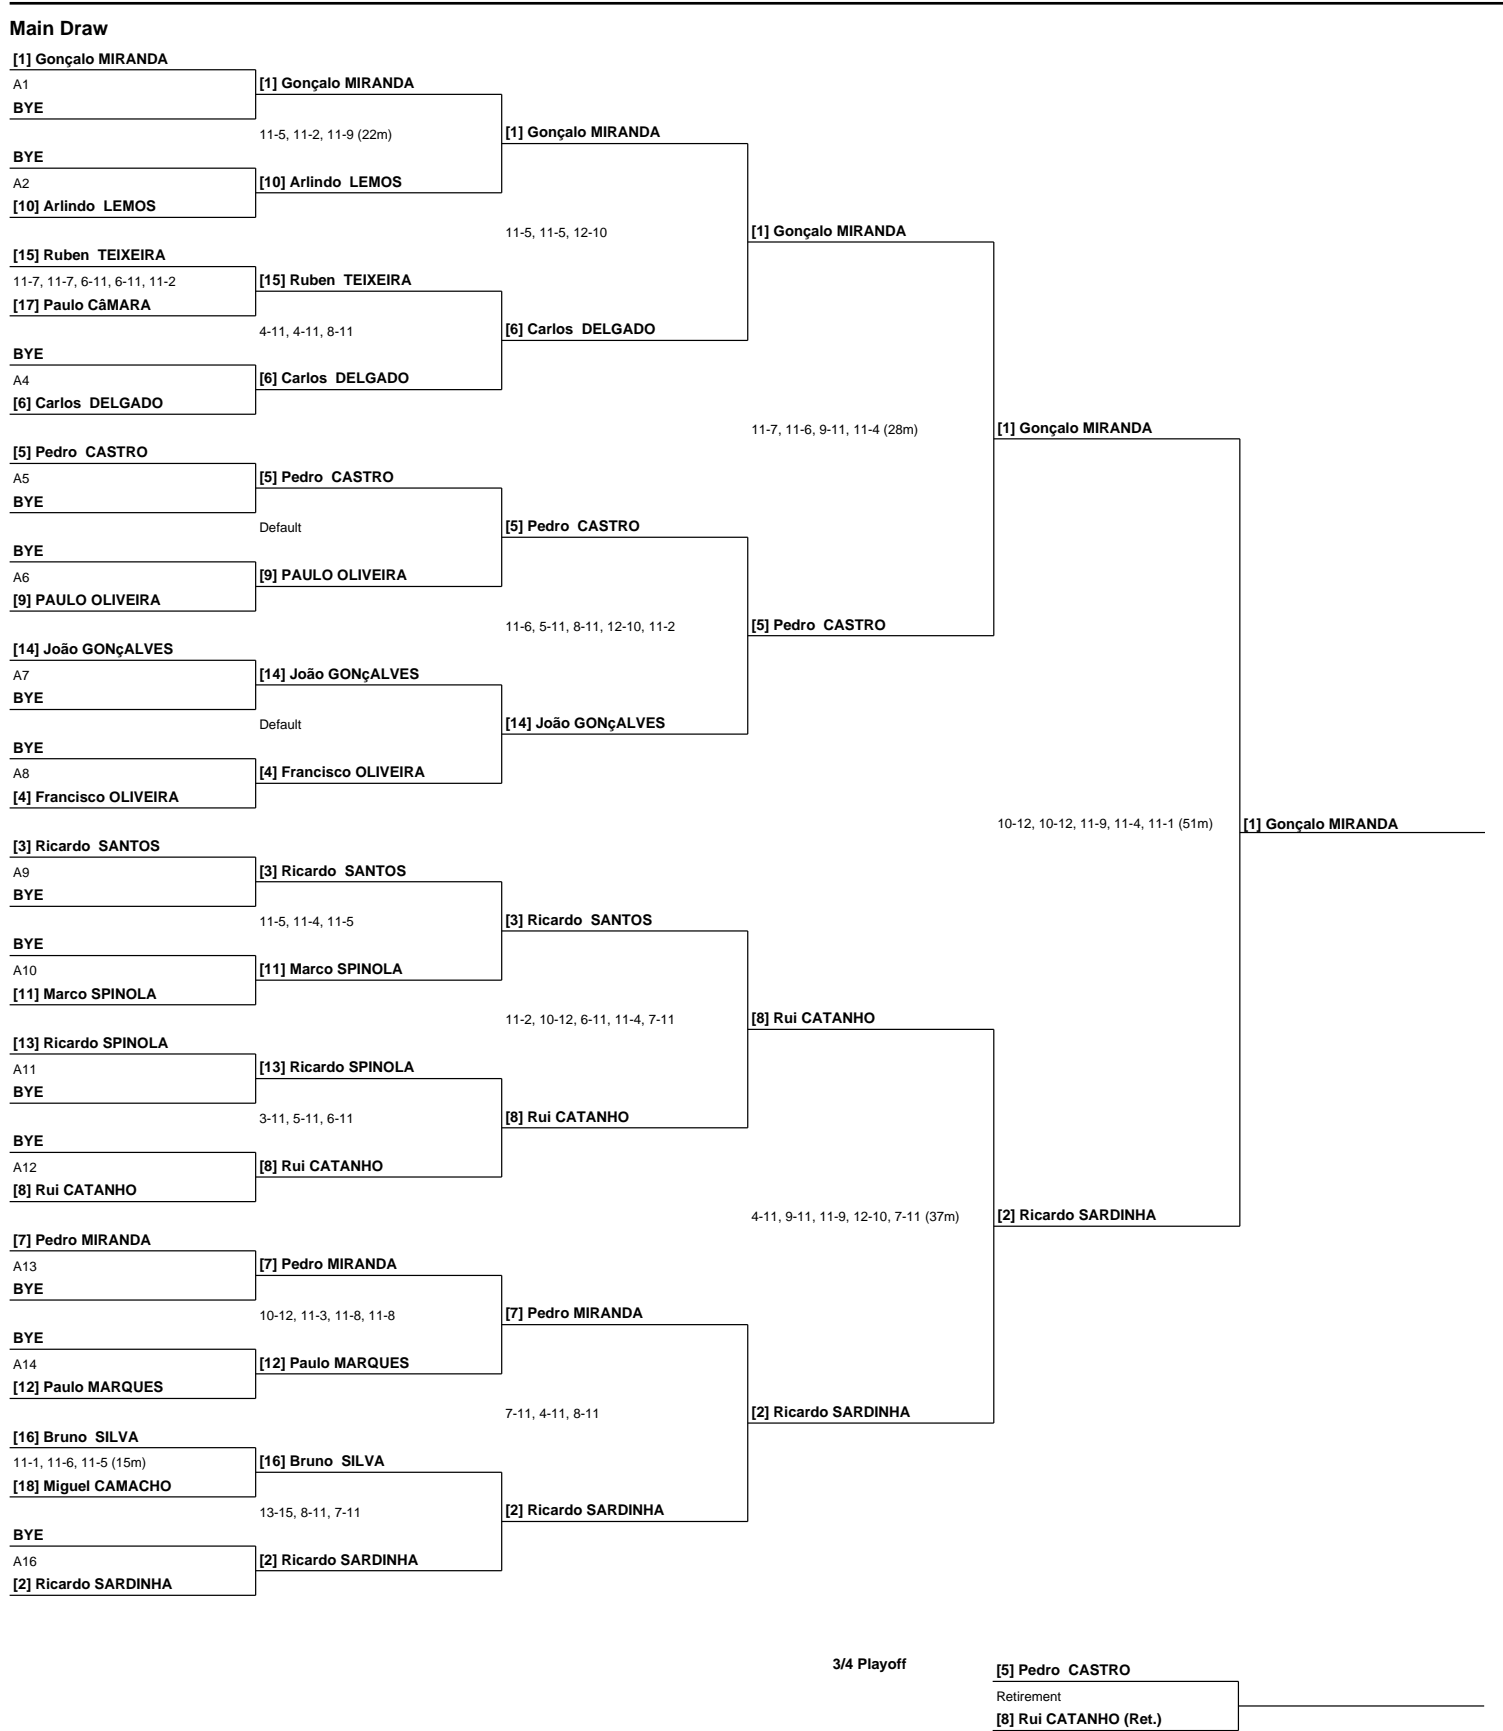 Main Draw
[1] Gonçalo MIRANDA
A1
BYE
BYE
A2
[10] Arlindo LEMOS
[15] Ruben TEIXEIRA
11-7, 11-7, 6-11, 6-11, 11-2
[17] Paulo CâMARA
BYE
A4
[6] Carlos DELGADO
[5] Pedro CASTRO
A5
BYE
BYE
A6
[9] PAULO OLIVEIRA
[14] João GONçALVES
A7
BYE
BYE
A8
[4] Francisco OLIVEIRA
[3] Ricardo SANTOS
A9
BYE
BYE
A10
[11] Marco SPINOLA
[13] Ricardo SPINOLA
A11
BYE
BYE
A12
[8] Rui CATANHO
[7] Pedro MIRANDA
A13
BYE
BYE
A14
[12] Paulo MARQUES
[16] Bruno SILVA
11-1, 11-6, 11-5 (15m)
[18] Miguel CAMACHO
BYE
A16
[2] Ricardo SARDINHA
[1] Gonçalo MIRANDA
11-5, 11-2, 11-9 (22m)
[10] Arlindo LEMOS
[15] Ruben TEIXEIRA
4-11, 4-11, 8-11
[6] Carlos DELGADO
[5] Pedro CASTRO
Default
[9] PAULO OLIVEIRA
[14] João GONçALVES
Default
[4] Francisco OLIVEIRA
[3] Ricardo SANTOS
11-5, 11-4, 11-5
[11] Marco SPINOLA
[13] Ricardo SPINOLA
3-11, 5-11, 6-11
[8] Rui CATANHO
[7] Pedro MIRANDA
10-12, 11-3, 11-8, 11-8
[12] Paulo MARQUES
[16] Bruno SILVA
13-15, 8-11, 7-11
[2] Ricardo SARDINHA
[1] Gonçalo MIRANDA
11-5, 11-5, 12-10
[6] Carlos DELGADO
[5] Pedro CASTRO
11-6, 5-11, 8-11, 12-10, 11-2
[14] João GONçALVES
[3] Ricardo SANTOS
11-2, 10-12, 6-11, 11-4, 7-11
[8] Rui CATANHO
[7] Pedro MIRANDA
7-11, 4-11, 8-11
[2] Ricardo SARDINHA
[1] Gonçalo MIRANDA
11-7, 11-6, 9-11, 11-4 (28m)
[5] Pedro CASTRO
[8] Rui CATANHO
4-11, 9-11, 11-9, 12-10, 7-11 (37m)
[2] Ricardo SARDINHA
[1] Gonçalo MIRANDA
10-12, 10-12, 11-9, 11-4, 11-1 (51m)
[2] Ricardo SARDINHA
[1] Gonçalo MIRANDA
3/4 Playoff
[5] Pedro CASTRO
Retirement
[8] Rui CATANHO (Ret.)